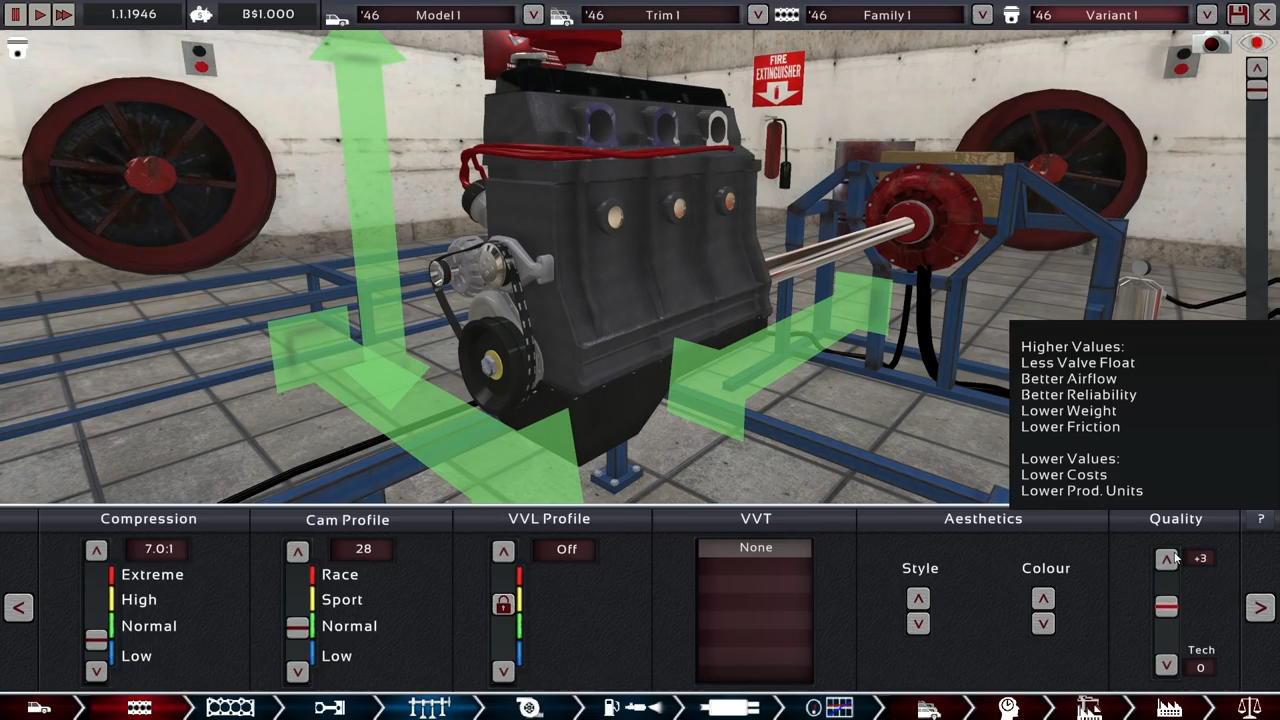 1.1.1946
B$1.000
'46 Model 1
'46 Trim 1
'46 Family 1
'46 Variant 1
FIRE
EXTINGUISHER
Higher Values:
Less Valve Float
Better Airflow
Better Reliability
Lower Weight
Lower Friction
Lower Values:
Lower Costs
Lower Prod. Units
Compression
Cam Profile
VVL Profile
VVT
Aesthetics
Quality
?
7.0:1
Extreme
High
Normal
Low
28
Race
Sport
Normal
Low
Off
None
Style
Colour
+3
Tech
0